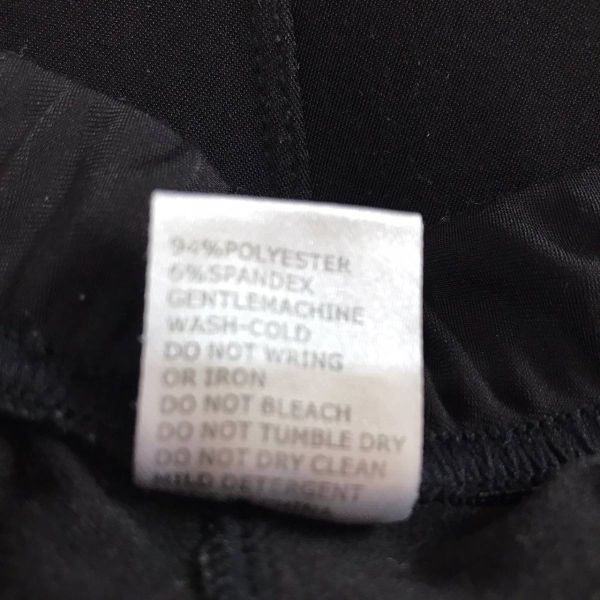 94%POLYESTER
6%SPANDEX
GENTLEMACHINE
WASH-COLD
DO NOT WRING
OR IRON
DO NOT BLEACH
DO NOT TUMBLE DRY
DO NOT DRY CLEAN
MILD DETERGENT